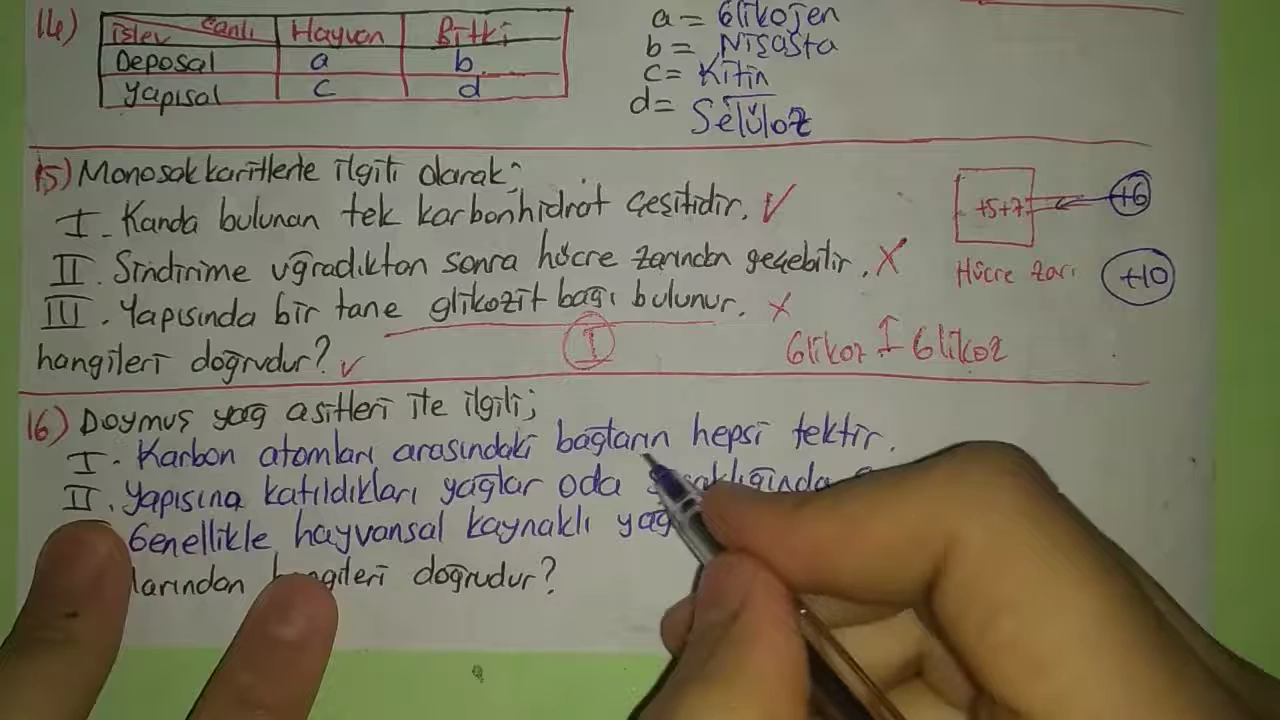 14)
İşlev Canlı Hayvan Bitki
Deposal a b
Yapısal c d
a = Glikojen
b = Nişasta
c = Kitin
d = Selüloz
15) Monosakkaritlerle ilgili olarak;
I - Kanda bulunan tek karbonhidrat çeşitidir. ✓
II . Sindirime uğradıktan sonra hücre zarından geçebilir. X
III . Yapısında bir tane glikozit bağı bulunur. X
hangileri doğrudur? ✓
I
+5+7
+6
Hücre zarı
+10
Glikoz I Glikoz
16) Doymuş yağ asitleri ile ilgili;
I - Karbon atomları arasındaki bağların hepsi tektir.
II . Yapısına katıldıkları yağlar oda
Genellikle hayvansal kaynaklı
doğrudur?